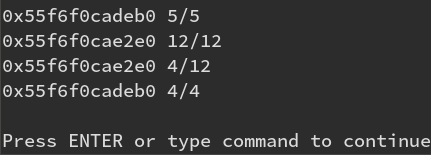 0x55f6f0cadeb0 5/5
0x55f6f0cae2e0 12/12
0x55f6f0cae2e0 4/12
0x55f6f0cadeb0 4/4
Press ENTER or type command to continue